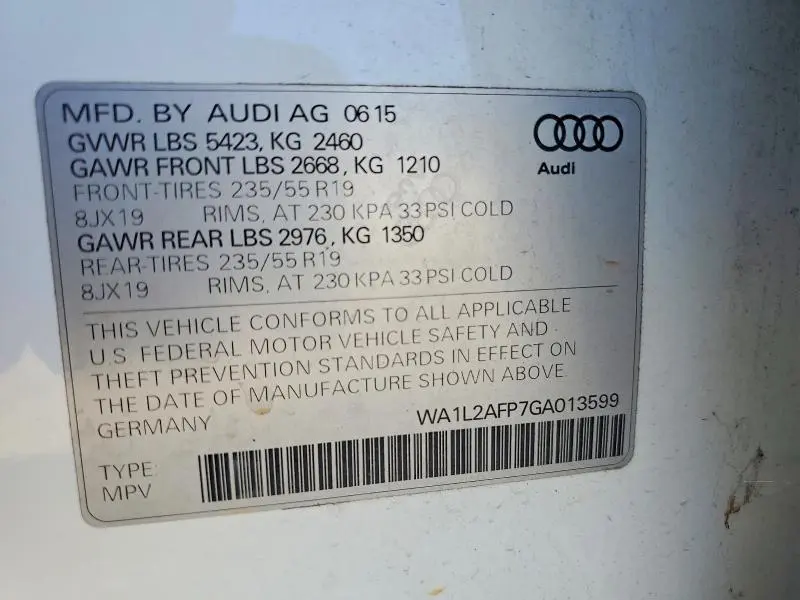 MFD. BY AUDI AG 06 15
GVWR LBS 5423, KG 2460
GAWR FRONT LBS 2668, KG 1210
FRONT-TIRES 235/55 R19
8JX19 RIMS, AT 230 KPA 33 PSI COLD
GAWR REAR LBS 2976, KG 1350
REAR-TIRES 235/55 R19
8JX19 RIMS, AT 230 KPA 33 PSI COLD
Audi
THIS VEHICLE CONFORMS TO ALL APPLICABLE
U.S. FEDERAL MOTOR VEHICLE SAFETY AND
THEFT PREVENTION STANDARDS IN EFFECT ON
THE DATE OF MANUFACTURE SHOWN ABOVE.
GERMANY WA1L2AFP7GA013599
TYPE:
MPV